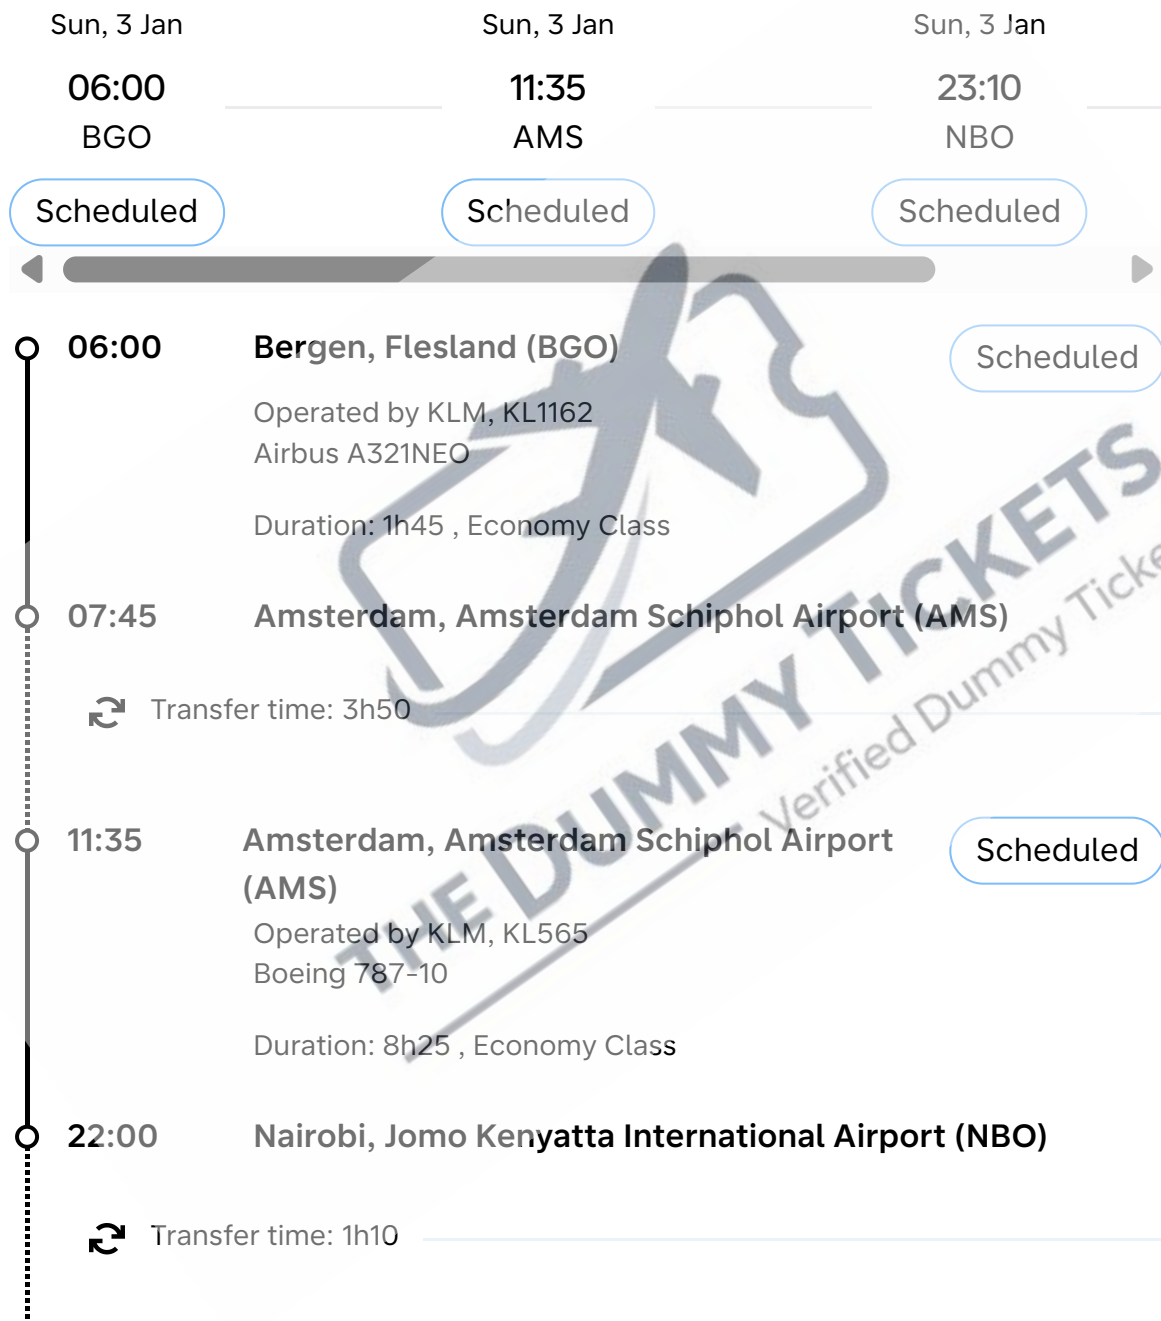 Sun, 3 Jan Sun, 3 Jan Sun, 3 Jan
06:00 11:35 23:10
BGO AMS NBO
Scheduled Scheduled Scheduled
06:00 Bergen, Flesland (BGO) Scheduled
Operated by KLM, KL1162
Airbus A321NEO
Duration: 1h45 , Economy Class
07:45 Amsterdam, Amsterdam Schiphol Airport (AMS)
Transfer time: 3h50
11:35 Amsterdam, Amsterdam Schiphol Airport Scheduled
(AMS)
Operated by KLM, KL565
Boeing 787-10
Duration: 8h25 , Economy Class
22:00 Nairobi, Jomo Kenyatta International Airport (NBO)
Transfer time: 1h10
THE DUMMY TICKETS
Verified Dummy Ticke